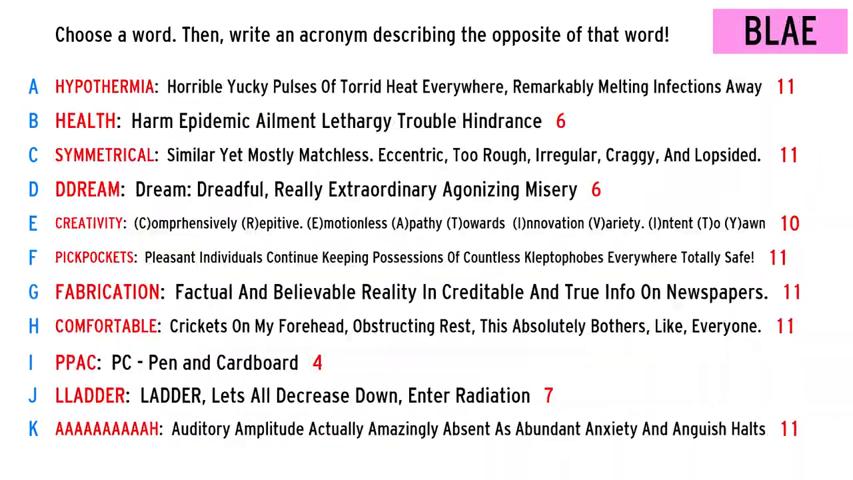 Choose a word. Then, write an acronym describing the opposite of that word!
BLAE
A HYPOTHERMIA: Horrible Yucky Pulses Of Torrid Heat Everywhere, Remarkably Melting Infections Away 11
B HEALTH: Harm Epidemic Ailment Lethargy Trouble Hindrance 6
C SYMMETRICAL: Similar Yet Mostly Matchless. Eccentric, Too Rough, Irregular, Craggy, And Lopsided. 11
D DDREAM: Dream: Dreadful, Really Extraordinary Agonizing Misery 6
E CREATIVITY: (C)omprhensively (R)epitive. (E)motionless (A)pathy (T)owards (I)nnovation (V)ariety. (I)ntent (T)o (Y)awn 10
F PICKPOCKETS: Pleasant Individuals Continue Keeping Possessions Of Countless Kleptophobes Everywhere Totally Safe! 11
G FABRICATION: Factual And Believable Reality In Creditable And True Info On Newspapers. 11
H COMFORTABLE: Crickets On My Forehead, Obstructing Rest, This Absolutely Bothers, Like, Everyone. 11
I PPAC: PC - Pen and Cardboard 4
J LLADDER: LADDER, Lets All Decrease Down, Enter Radiation 7
K AAAAAAAAAAH: Auditory Amplitude Actually Amazingly Absent As Abundant Anxiety And Anguish Halts 11